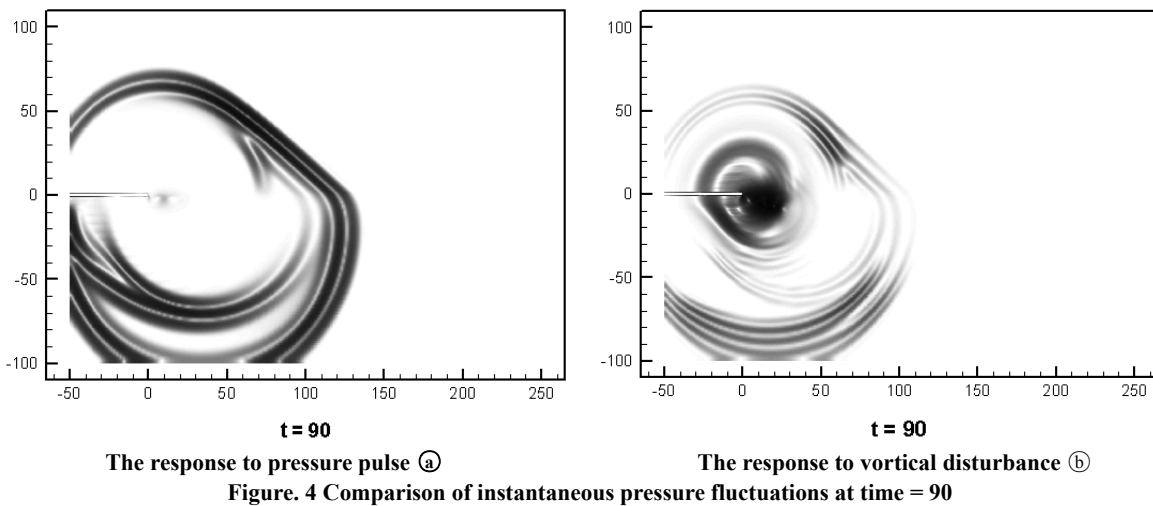 100
50
0
-50
-100
-50 0 50 100 150 200 250
t = 90
The response to pressure pulse ⓐ
100
50
0
-50
-100
-50 0 50 100 150 200 250
t = 90
The response to vortical disturbance ⓑ
Figure. 4 Comparison of instantaneous pressure fluctuations at time = 90